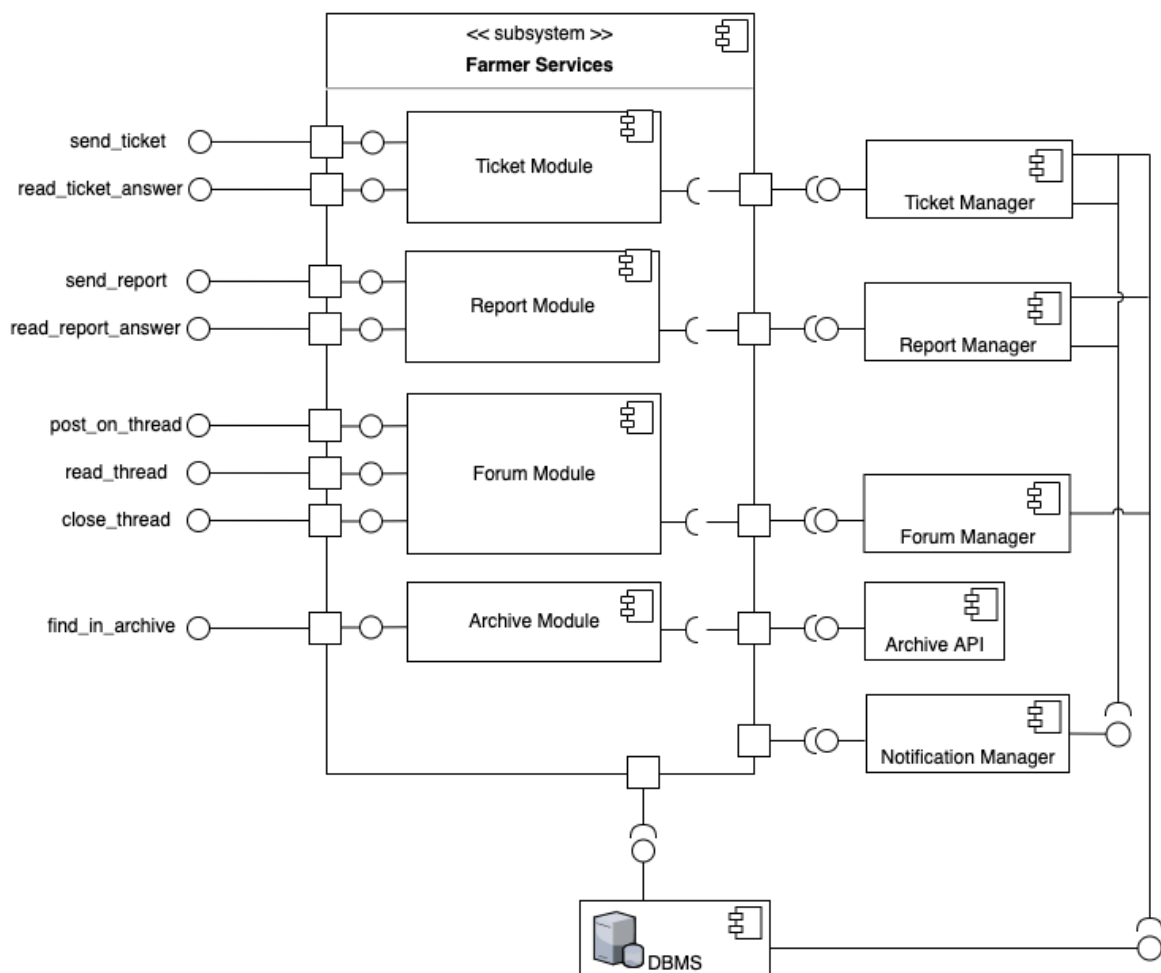 << subsystem >>
Farmer Services
send_ticket
read_ticket_answer
Ticket Module
Ticket Manager
send_report
read_report_answer
Report Module
Report Manager
post_on_thread
read_thread
close_thread
Forum Module
Forum Manager
find_in_archive
Archive Module
Archive API
Notification Manager
DBMS